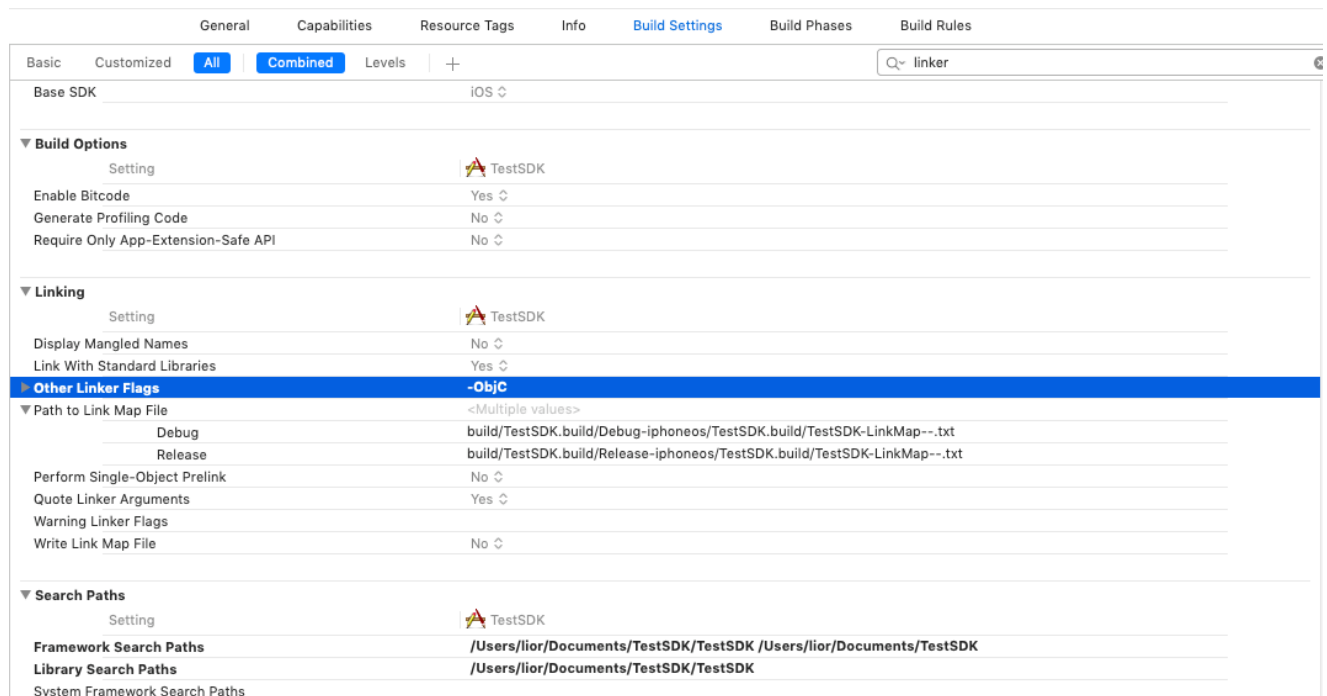 General Capabilities Resource Tags Info Build Settings Build Phases Build Rules
Basic Customized All Combined Levels + linker
Base SDK iOS
Build Options
Setting TestSDK
Enable Bitcode Yes
Generate Profiling Code No
Require Only App-Extension-Safe API No
Linking
Setting TestSDK
Display Mangled Names No
Link With Standard Libraries Yes
Other Linker Flags -ObjC
Path to Link Map File <Multiple values>
Debug build/TestSDK.build/Debug-iphoneos/TestSDK.build/TestSDK-LinkMap--.txt
Release build/TestSDK.build/Release-iphoneos/TestSDK.build/TestSDK-LinkMap--.txt
Perform Single-Object Prelink No
Quote Linker Arguments Yes
Warning Linker Flags
Write Link Map File No
Search Paths
Setting TestSDK
Framework Search Paths /Users/lior/Documents/TestSDK/TestSDK /Users/lior/Documents/TestSDK
Library Search Paths /Users/lior/Documents/TestSDK/TestSDK
System Framework Search Paths